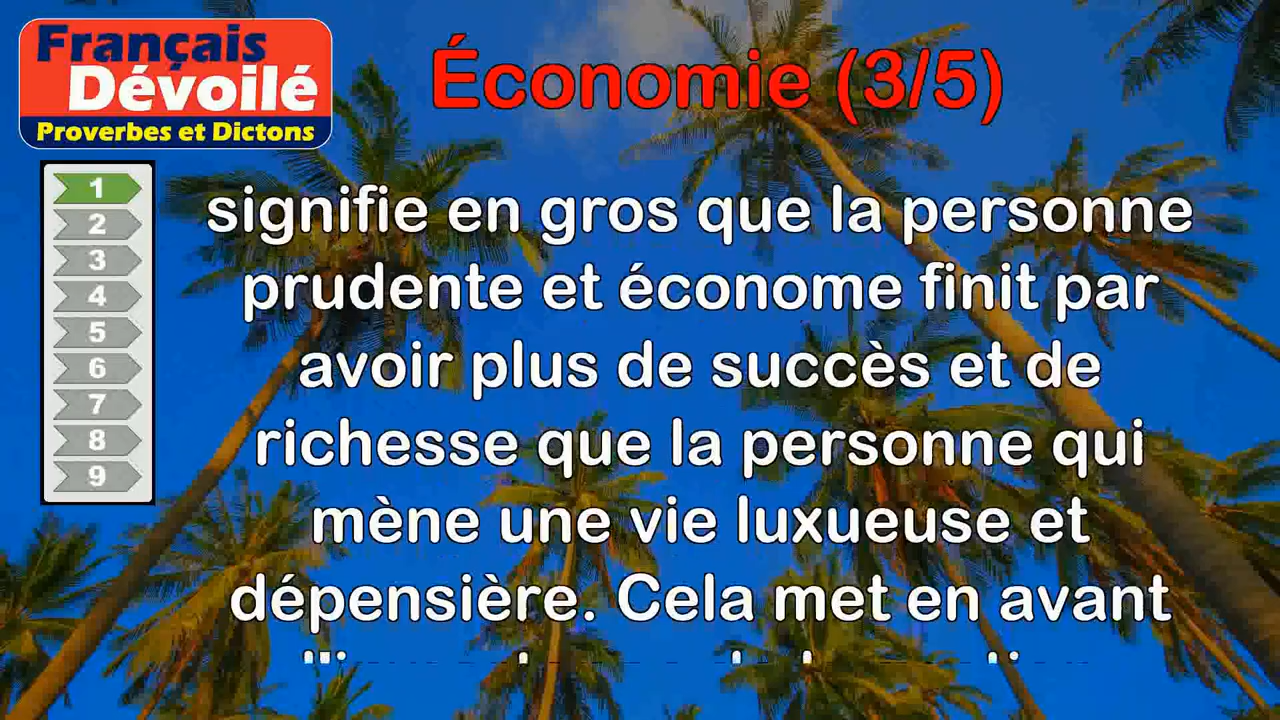 Français
Dévoilé
Proverbes et Dictons
Économie (3/5)
1
2
3
4
5
6
7
8
9
signifie en gros que la personne
prudente et économe finit par
avoir plus de succès et de
richesse que la personne qui
mène une vie luxueuse et
dépensière. Cela met en avant